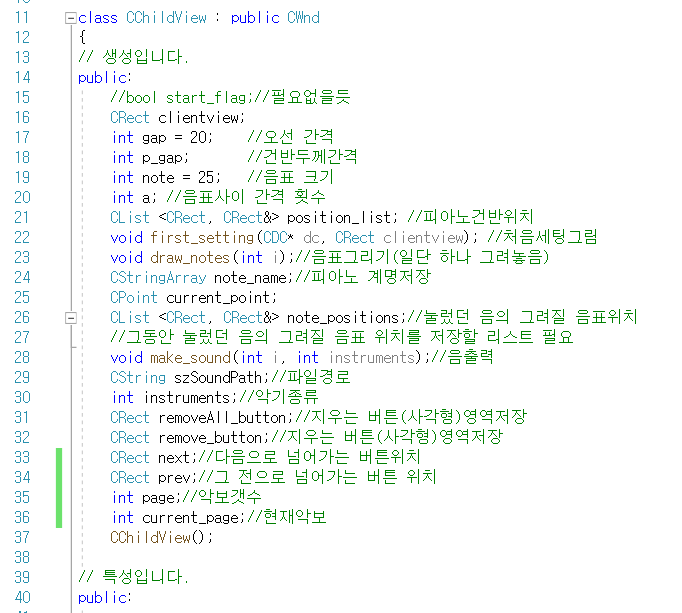 11 class CChildView : public CWnd
12 {
13 // 생성입니다.
14 public:
15 //bool start_flag;//필요없을듯
16 CRect clientview;
17 int gap = 20; //오선 간격
18 int p_gap; //건반두께간격
19 int note = 25; //음표 크기
20 int a; //음표사이 간격 횟수
21 CList <CRect, CRect&> position_list; //피아노건반위치
22 void first_setting(CDC* dc, CRect clientview); //처음세팅그림
23 void draw_notes(int i);//음표그리기(일단 하나 그려놓음)
24 CStringArray note_name;//피아노 계명저장
25 CPoint current_point;
26 CList <CRect, CRect&> note_positions;//눌렀던 음의 그려질 음표위치
27 //그동안 눌렀던 음의 그려질 음표 위치를 저장할 리스트 필요
28 void make_sound(int i, int instruments);//음출력
29 CString szSoundPath;//파일경로
30 int instruments;//악기종류
31 CRect removeAll_button;//지우는 버튼(사각형)영역저장
32 CRect remove_button;//지우는 버튼(사각형)영역저장
33 CRect next;//다음으로 넘어가는 버튼위치
34 CRect prev;//그 전으로 넘어가는 버튼 위치
35 int page;//악보갯수
36 int current_page;//현재악보
37 CChildView();
38
39 // 특성입니다.
40 public: